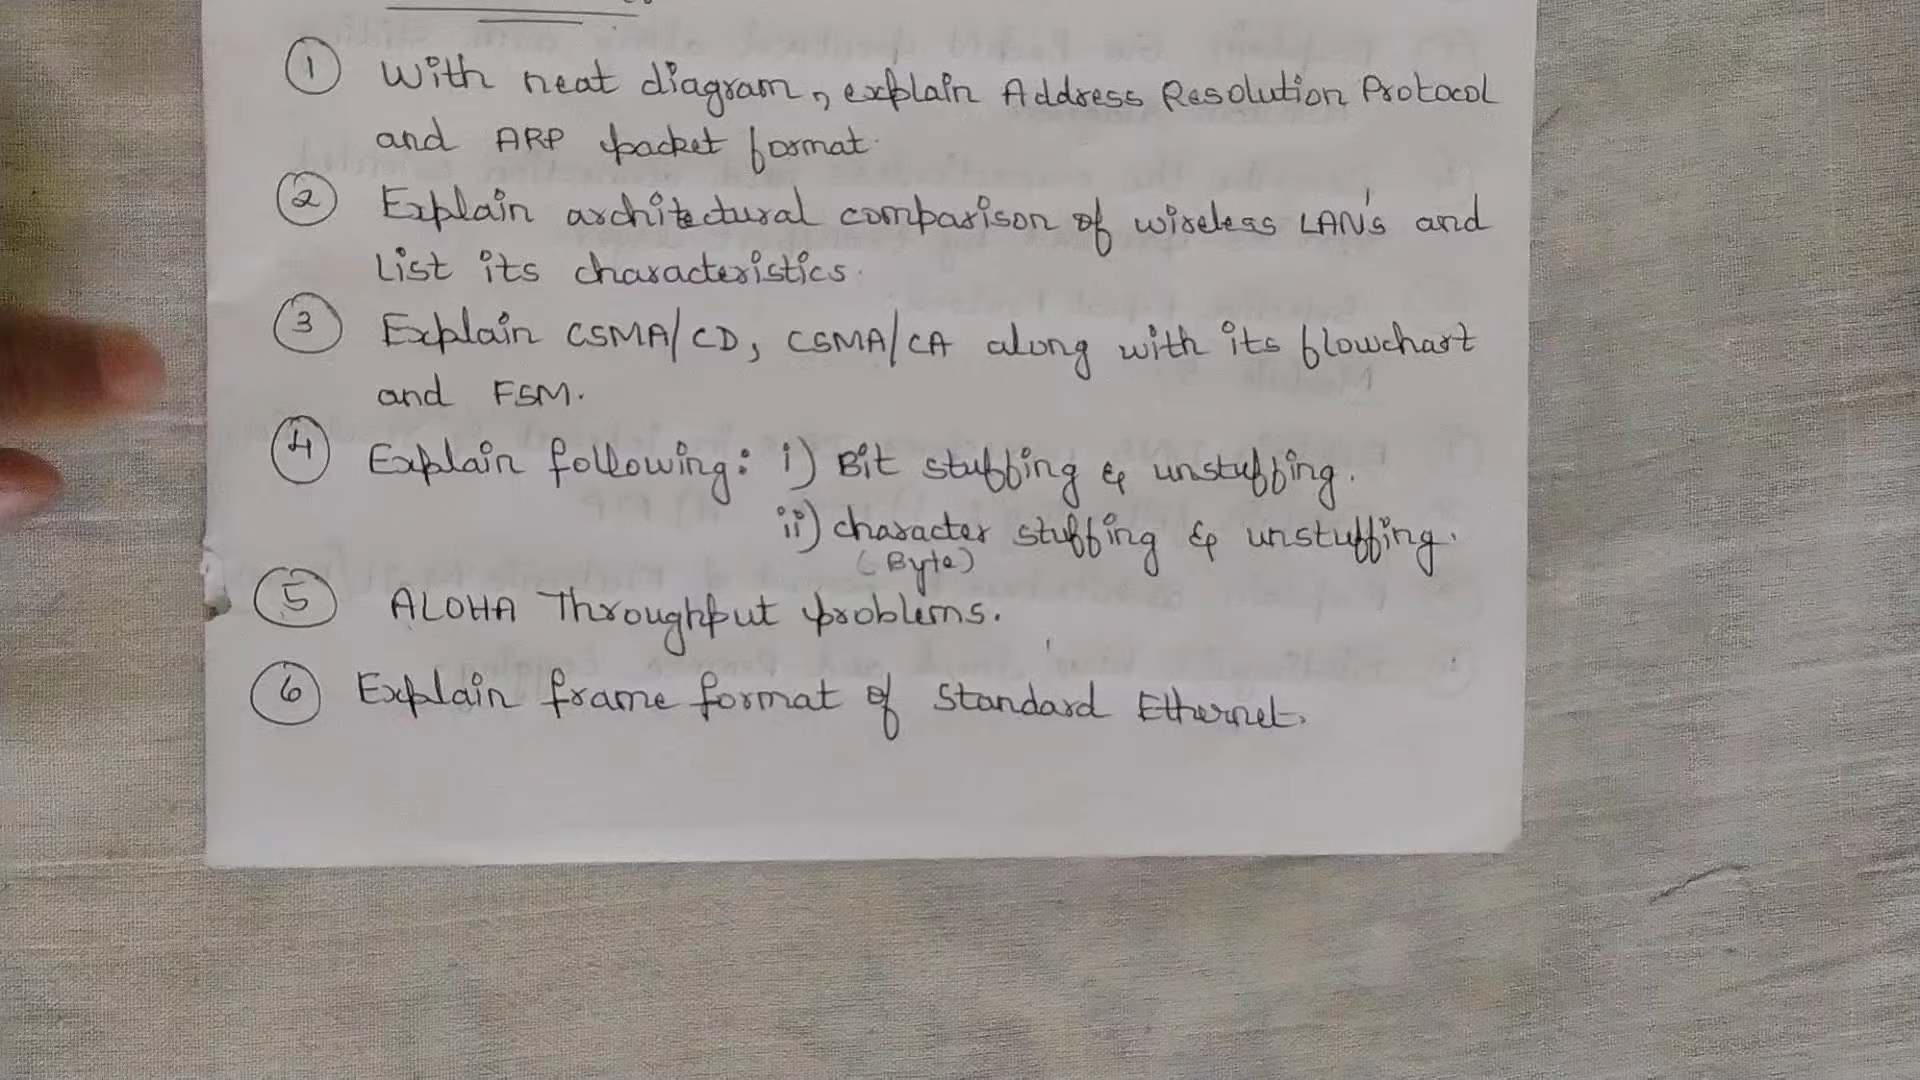 ① With neat diagram, explain Address Resolution Protocol
and ARP packet format.
② Explain architectural comparison of wireless LAN's and
List its characteristics.
③ Explain CSMA/CD, CSMA/CA along with its flowchart
and FSM.
④ Explain following: i) Bit stuffing & unstuffing.
ii) character stuffing & unstuffing.
(Byte)
⑤ ALOHA Throughput problems.
⑥ Explain frame format of Standard Ethernet.